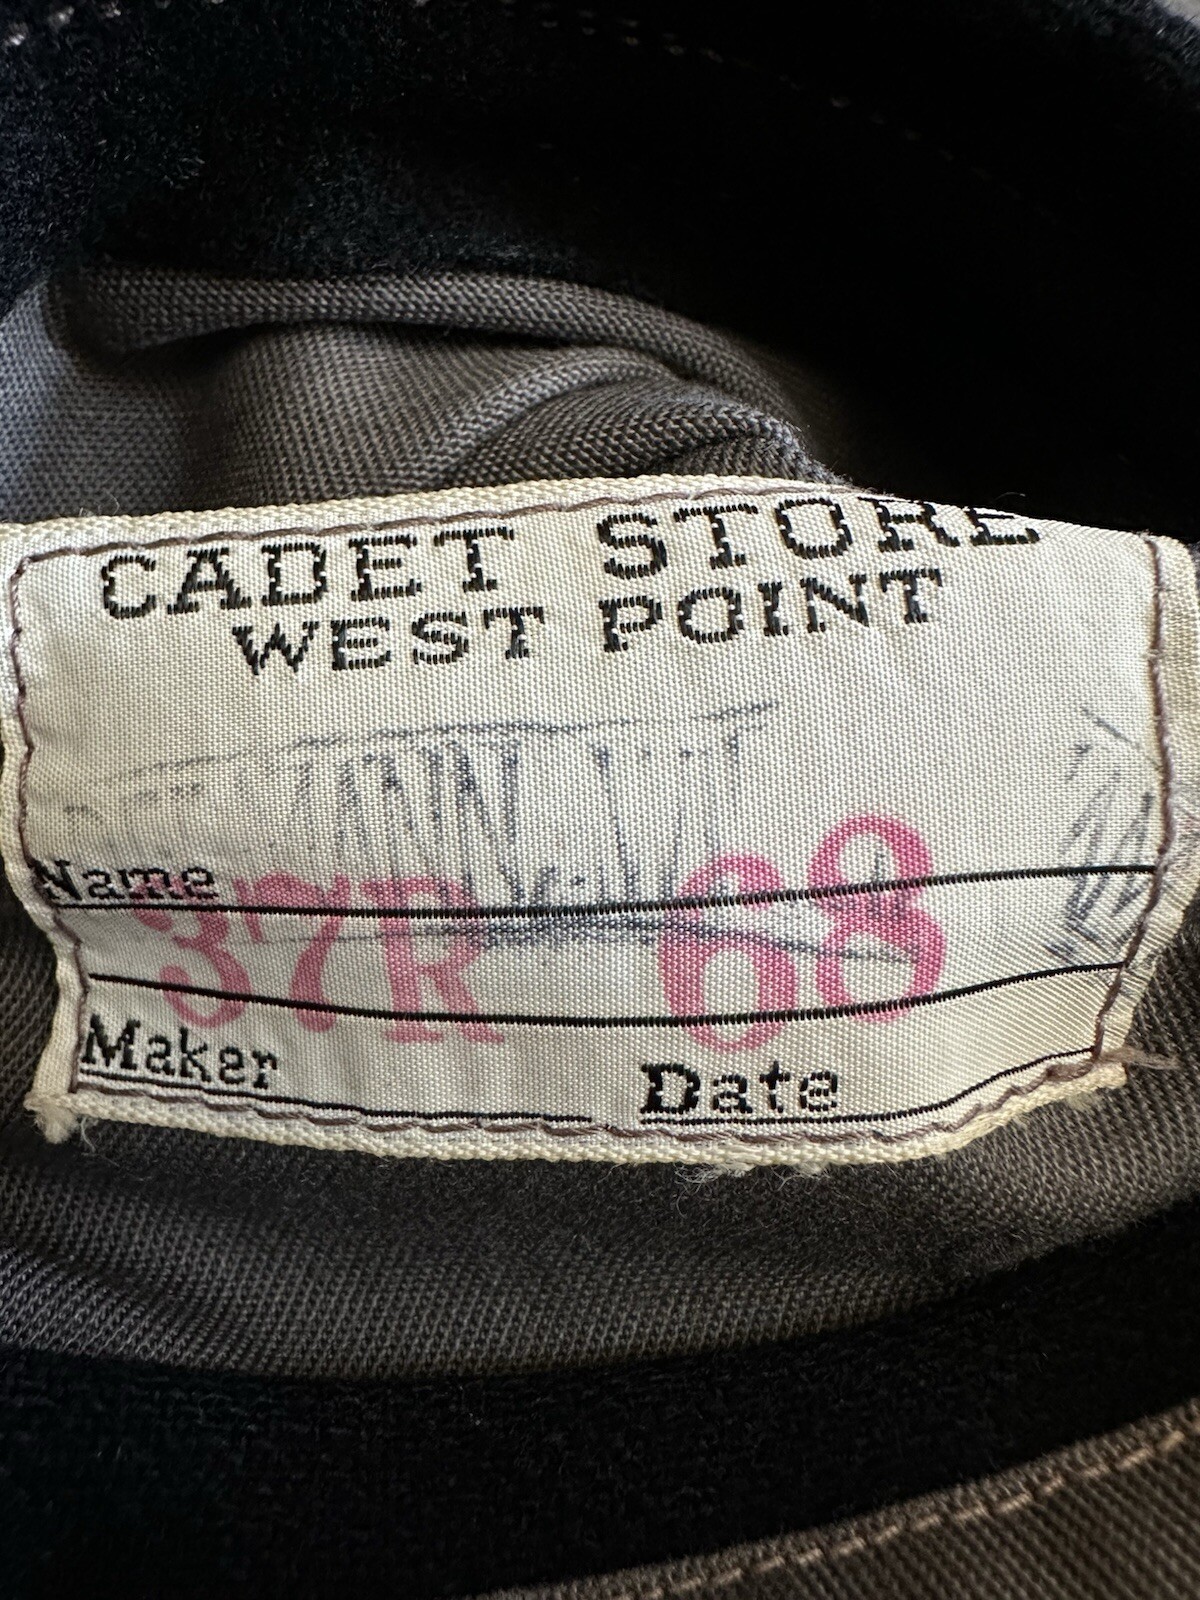 CADET STORE
WEST POINT
Name
37R 68
Maker Date